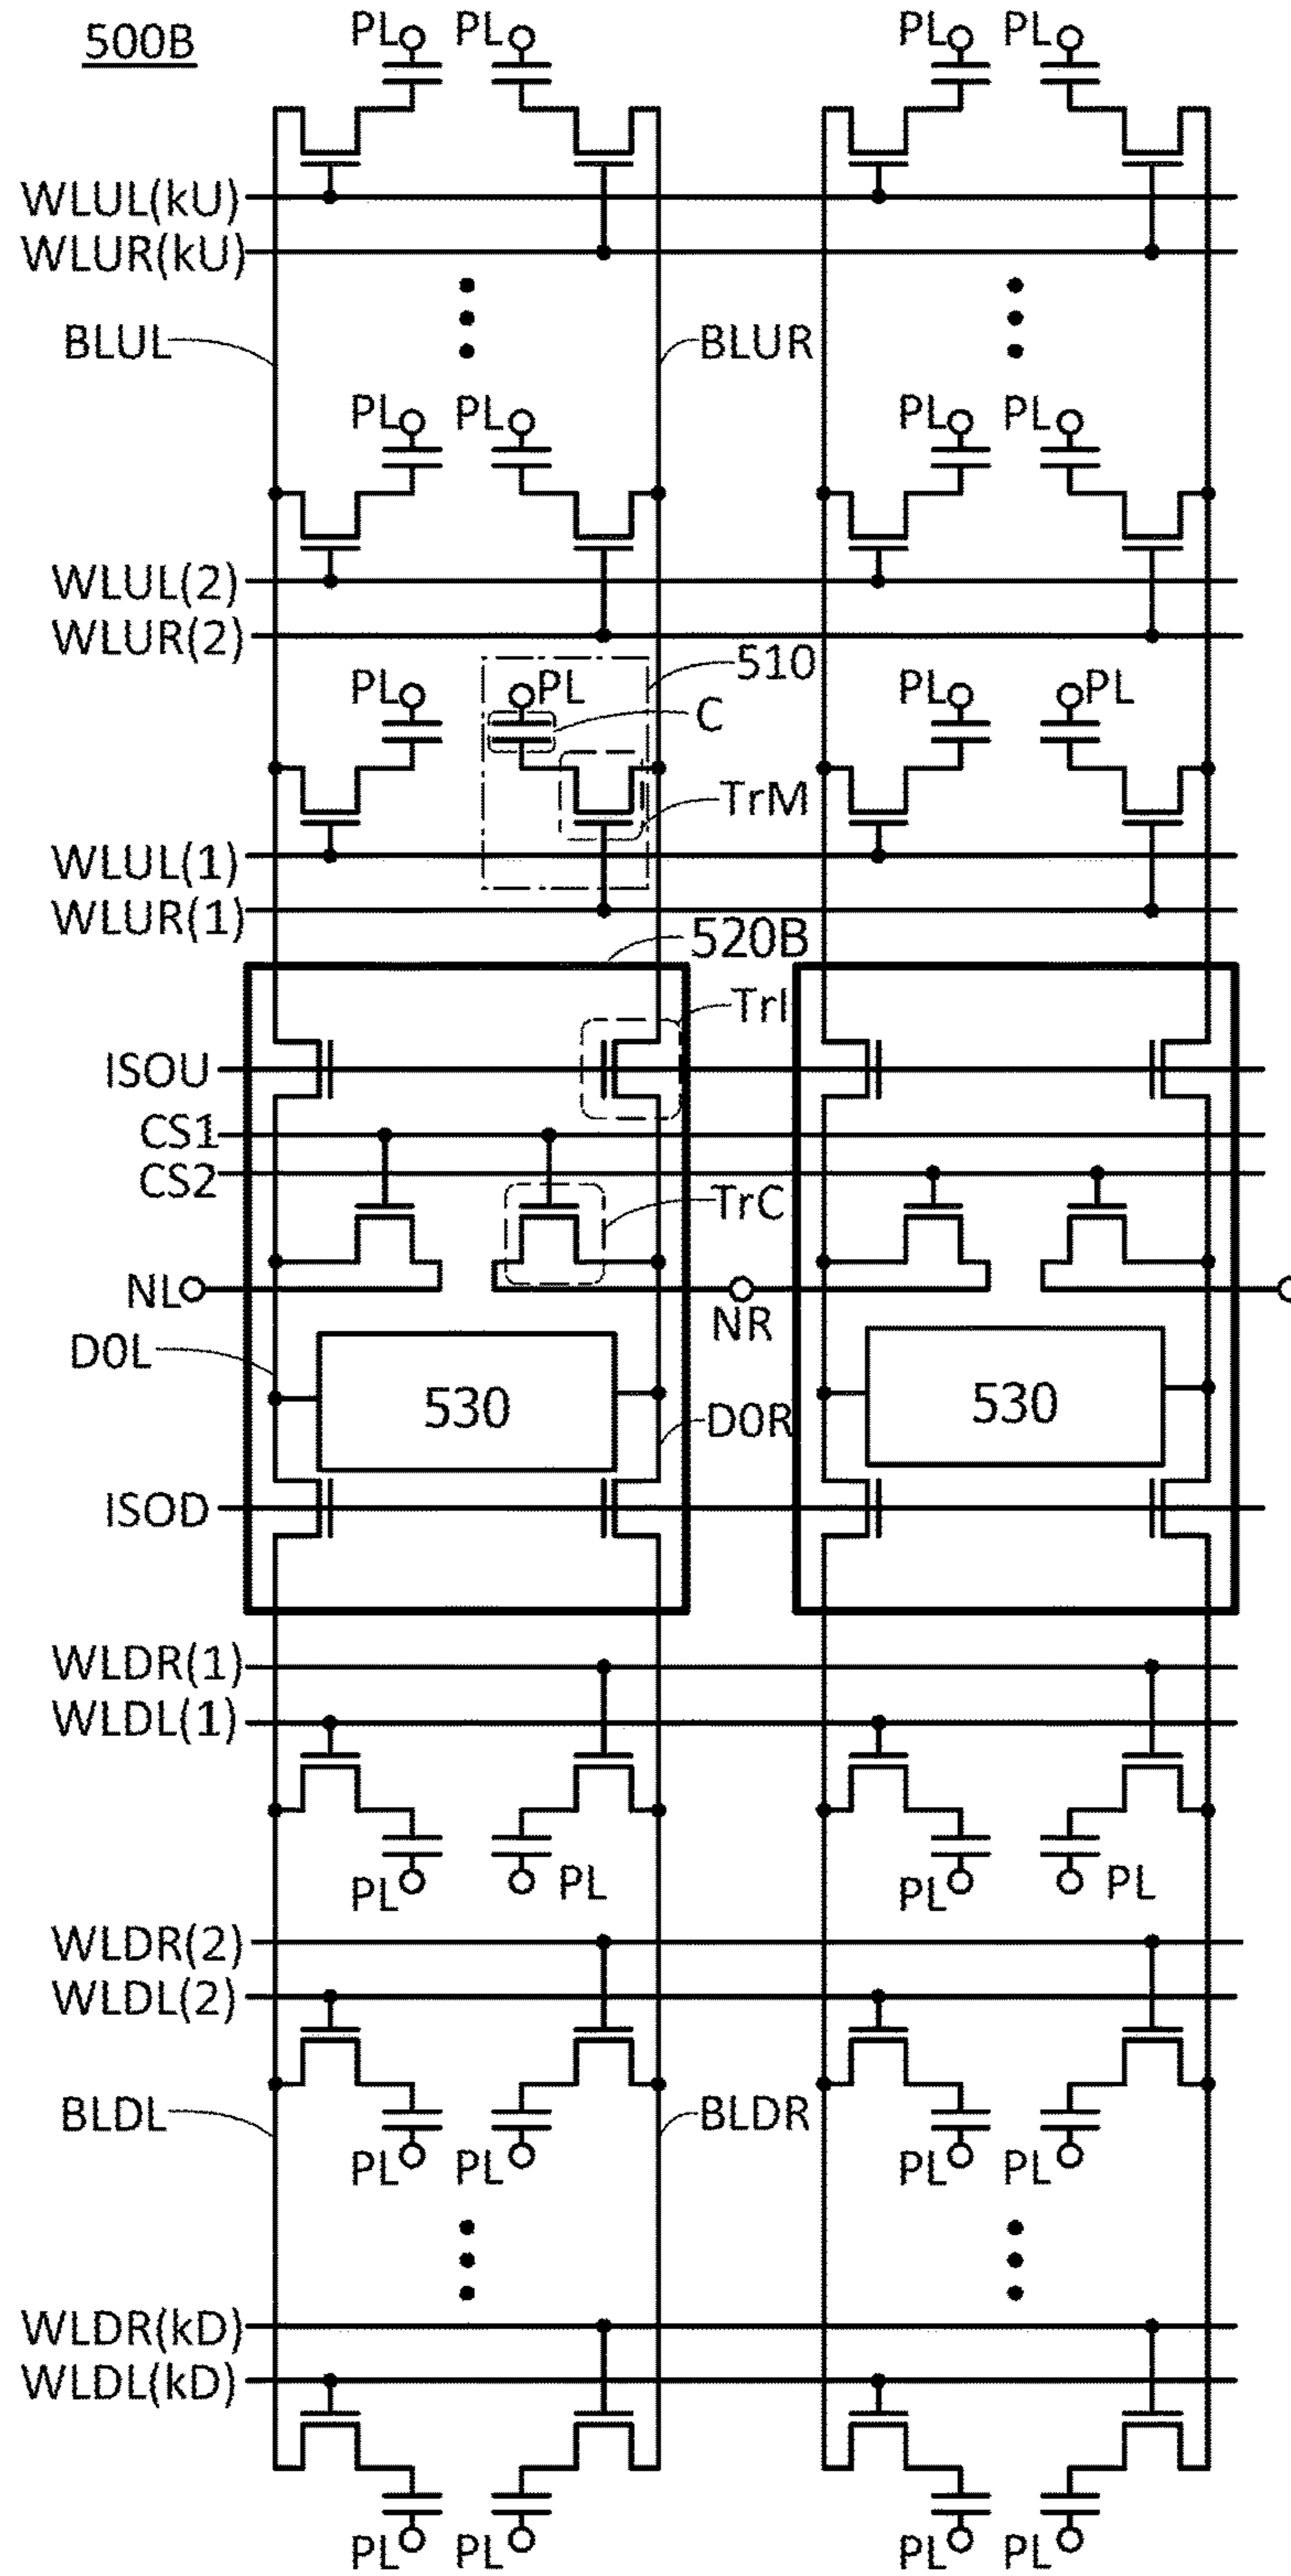 500B
PL PL PL PL
WLUL(kU)
WLUR(kU)
BLUL BLUR
PL PL PL PL
WLUL(2)
WLUR(2)
510
PL PL PL PL
C
TrM
WLUL(1)
WLUR(1)
520B
TrI
ISOU
CS1
CS2
TrC
NL
NR
D0L
530 530
D0R
ISOD
WLDR(1)
WLDL(1)
PL PL PL PL
WLDR(2)
WLDL(2)
BLDL BLDR
PL PL PL PL
WLDR(kD)
WLDL(kD)
PL PL PL PL